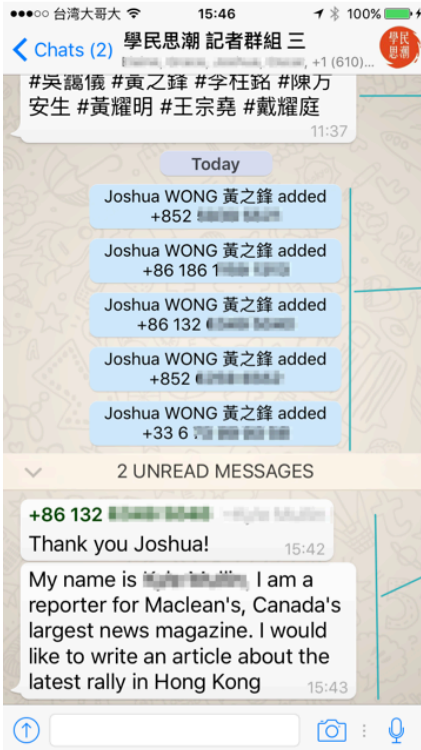 台湾大哥大 15:46 100%
Chats (2) 學民思潮 記者群組 三
+1 (610)...
學民思潮
#吳靄儀 #黃之鋒 #李柱銘 #陳方
安生 #黃耀明 #王宗堯 #戴耀庭
11:37
Today
Joshua WONG 黃之鋒 added
+852
Joshua WONG 黃之鋒 added
+86 186 1
Joshua WONG 黃之鋒 added
+86 132
Joshua WONG 黃之鋒 added
+852 6
Joshua WONG 黃之鋒 added
+33 6
2 UNREAD MESSAGES
+86 132
Thank you Joshua!
15:42
My name is , I am a
reporter for Maclean's, Canada's
largest news magazine. I would
like to write an article about the
latest rally in Hong Kong
15:43